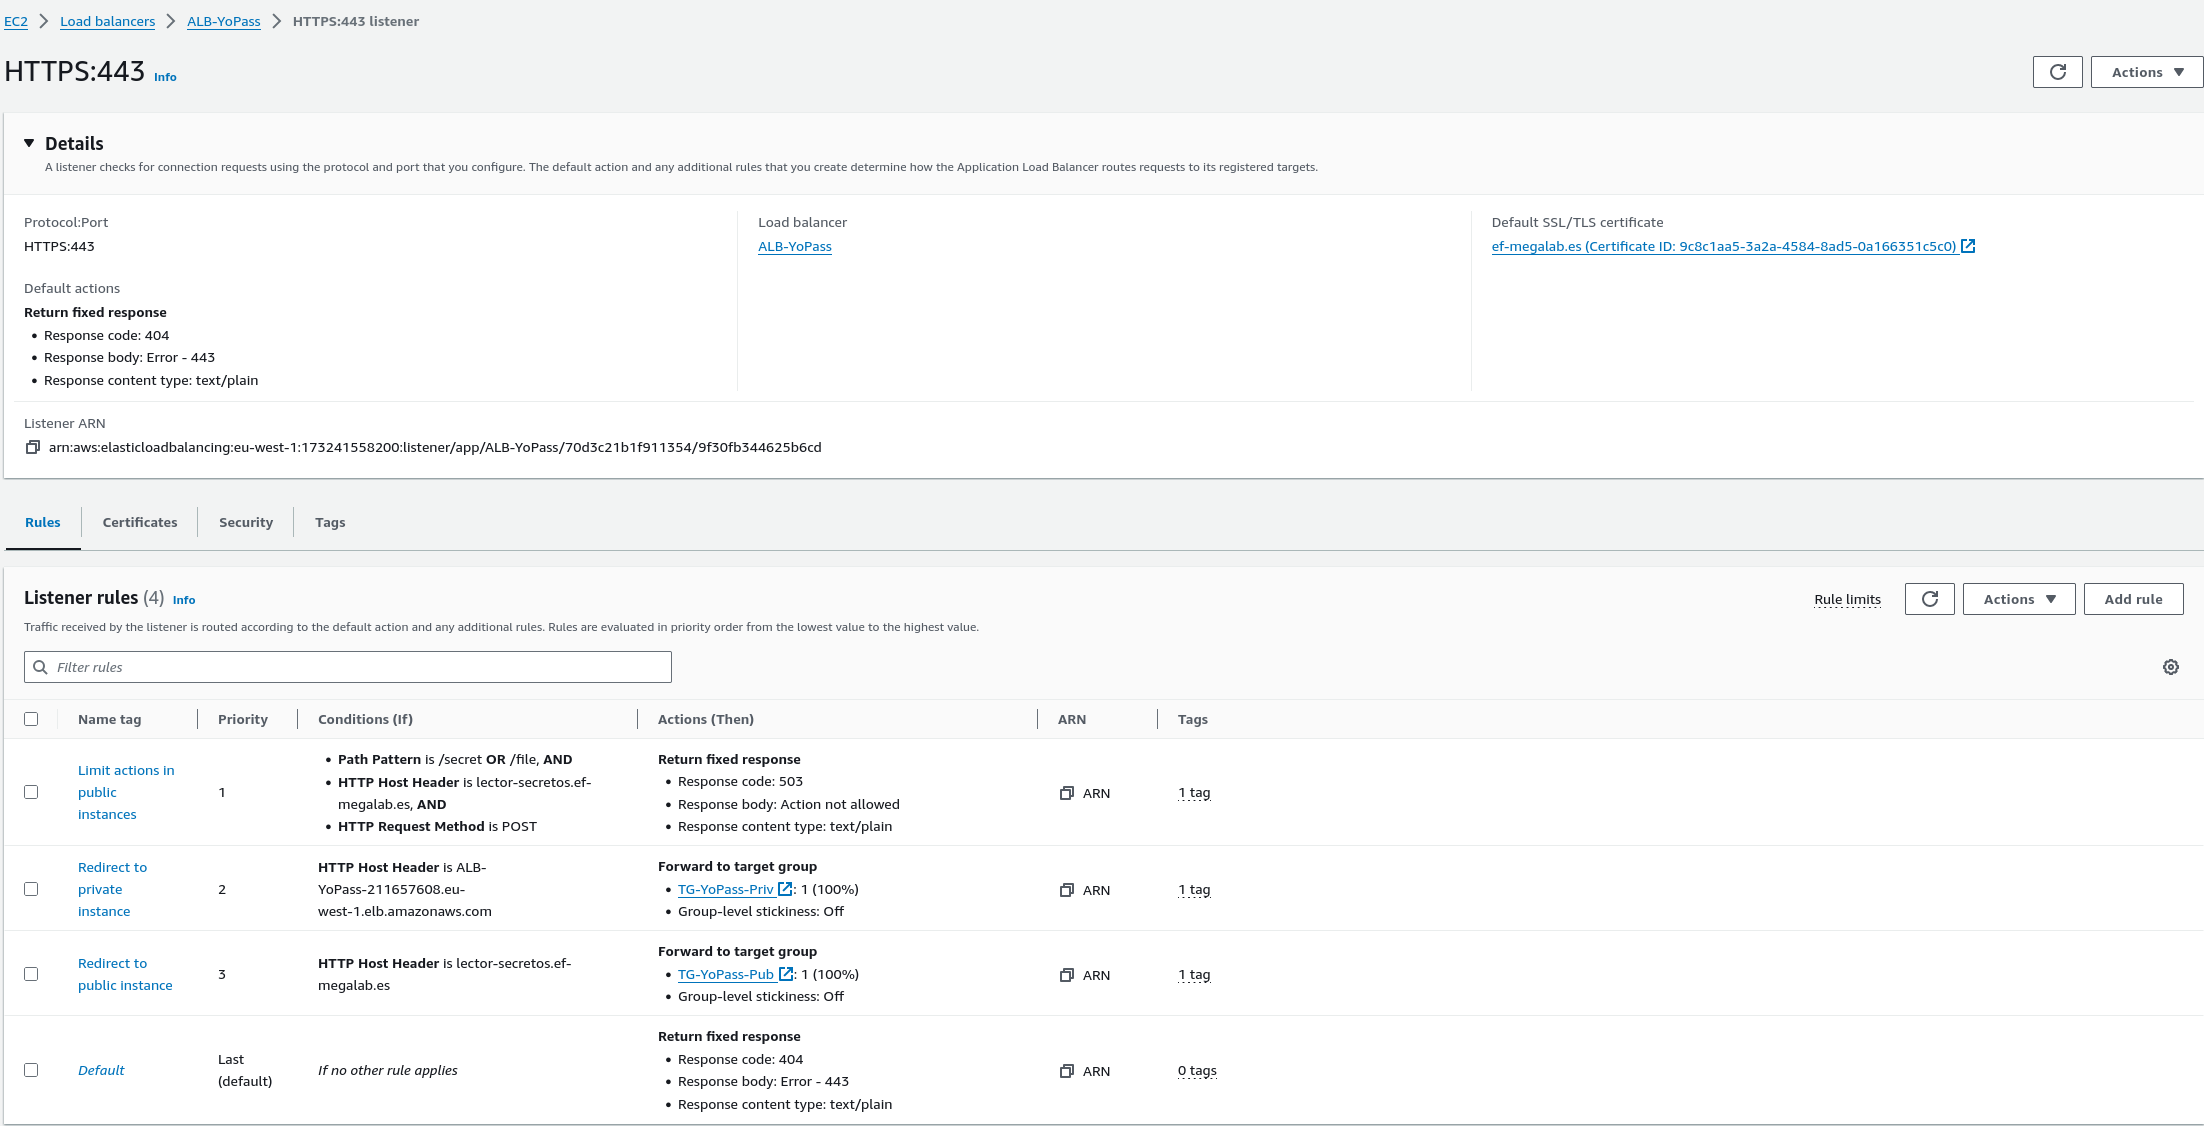 EC2 > Load balancers > ALB-YoPass > HTTPS:443 listener
HTTPS:443 Info
Actions
Details
A listener checks for connection requests using the protocol and port that you configure. The default action and any additional rules that you create determine how the Application Load Balancer routes requests to its registered targets.
Protocol:Port
HTTPS:443
Load balancer
ALB-YoPass
Default SSL/TLS certificate
ef-megalab.es (Certificate ID: 9c8c1aa5-3a2a-4584-8ad5-0a166351c5c0)
Default actions
Return fixed response
• Response code: 404
• Response body: Error - 443
• Response content type: text/plain
Listener ARN
arn:aws:elasticloadbalancing:eu-west-1:173241558200:listener/app/ALB-YoPass/70d3c21b1f911354/9f30fb344625b6cd
Rules Certificates Security Tags
Listener rules (4) Info
Rule limits Actions Add rule
Traffic received by the listener is routed according to the default action and any additional rules. Rules are evaluated in priority order from the lowest value to the highest value.
Filter rules
Name tag Priority Conditions (If) Actions (Then) ARN Tags
Limit actions in
public
instances
1
• Path Pattern is /secret OR /file, AND
• HTTP Host Header is lector-secretos.ef-
megalab.es, AND
• HTTP Request Method is POST
Return fixed response
• Response code: 503
• Response body: Action not allowed
• Response content type: text/plain
ARN
1 tag
Redirect to
private
instance
2
HTTP Host Header is ALB-
YoPass-211657608.eu-
west-1.elb.amazonaws.com
Forward to target group
• TG-YoPass-Priv : 1 (100%)
• Group-level stickiness: Off
ARN
1 tag
Redirect to
public instance
3
HTTP Host Header is lector-secretos.ef-
megalab.es
Forward to target group
• TG-YoPass-Pub : 1 (100%)
• Group-level stickiness: Off
ARN
1 tag
Default
Last
(default)
If no other rule applies
Return fixed response
• Response code: 404
• Response body: Error - 443
• Response content type: text/plain
ARN
0 tags